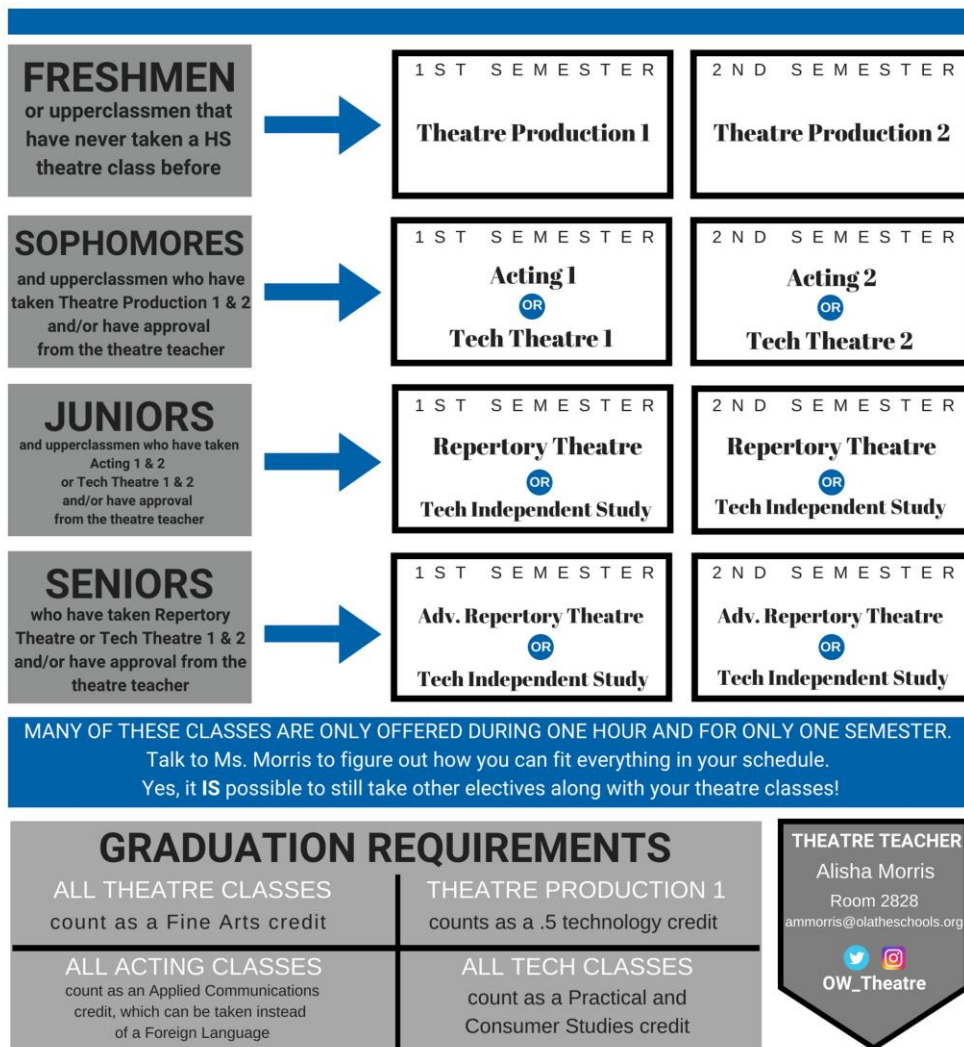 FRESHMEN
or upperclassmen that
have never taken a HS
theatre class before
1ST SEMESTER
Theatre Production 1
2ND SEMESTER
Theatre Production 2
SOPHOMORES
and upperclassmen who have
taken Theatre Production 1 & 2
and/or have approval
from the theatre teacher
1ST SEMESTER
Acting 1
OR
Tech Theatre 1
2ND SEMESTER
Acting 2
OR
Tech Theatre 2
JUNIORS
and upperclassmen who have taken
Acting 1 & 2
or Tech Theatre 1 & 2
and/or have approval
from the theatre teacher
1ST SEMESTER
Repertory Theatre
OR
Tech Independent Study
2ND SEMESTER
Repertory Theatre
OR
Tech Independent Study
SENIORS
who have taken Repertory
Theatre or Tech Theatre 1 & 2
and/or have approval from the
theatre teacher
1ST SEMESTER
Adv. Repertory Theatre
OR
Tech Independent Study
2ND SEMESTER
Adv. Repertory Theatre
OR
Tech Independent Study
MANY OF THESE CLASSES ARE ONLY OFFERED DURING ONE HOUR AND FOR ONLY ONE SEMESTER.
Talk to Ms. Morris to figure out how you can fit everything in your schedule.
Yes, it IS possible to still take other electives along with your theatre classes!
GRADUATION REQUIREMENTS
ALL THEATRE CLASSES
count as a Fine Arts credit
THEATRE PRODUCTION 1
counts as a .5 technology credit
ALL ACTING CLASSES
count as an Applied Communications
credit, which can be taken instead
of a Foreign Language
ALL TECH CLASSES
count as a Practical and
Consumer Studies credit
THEATRE TEACHER
Alisha Morris
Room 2828
ammorris@olatheschools.org
OW_Theatre